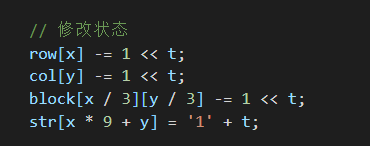 // 修改状态
row[x] -= 1 << t;
col[y] -= 1 << t;
block[x / 3][y / 3] -= 1 << t;
str[x * 9 + y] = '1' + t;